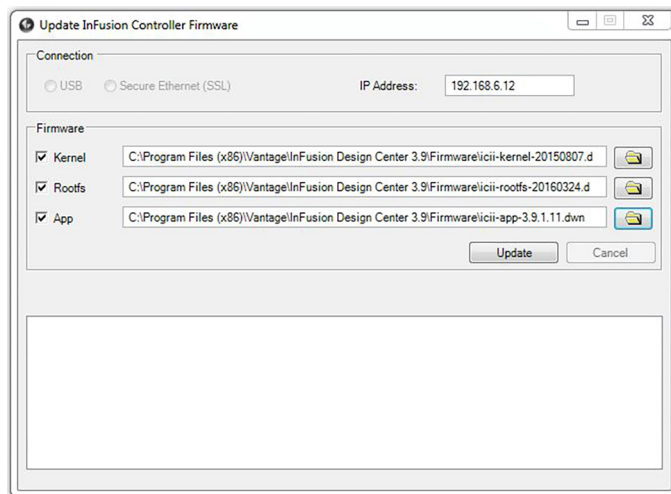 Update InFusion Controller Firmware
Connection
USB Secure Ethernet (SSL) IP Address: 192.168.6.12
Firmware
Kernel C:\Program Files (x86)\Vantage\InFusion Design Center 3.9\Firmware\icii-kernel-20150807.d
Rootfs C:\Program Files (x86)\Vantage\InFusion Design Center 3.9\Firmware\icii-rootfs-20160324.d
App C:\Program Files (x86)\Vantage\InFusion Design Center 3.9\Firmware\icii-app-3.9.1.11.dwn
Update Cancel